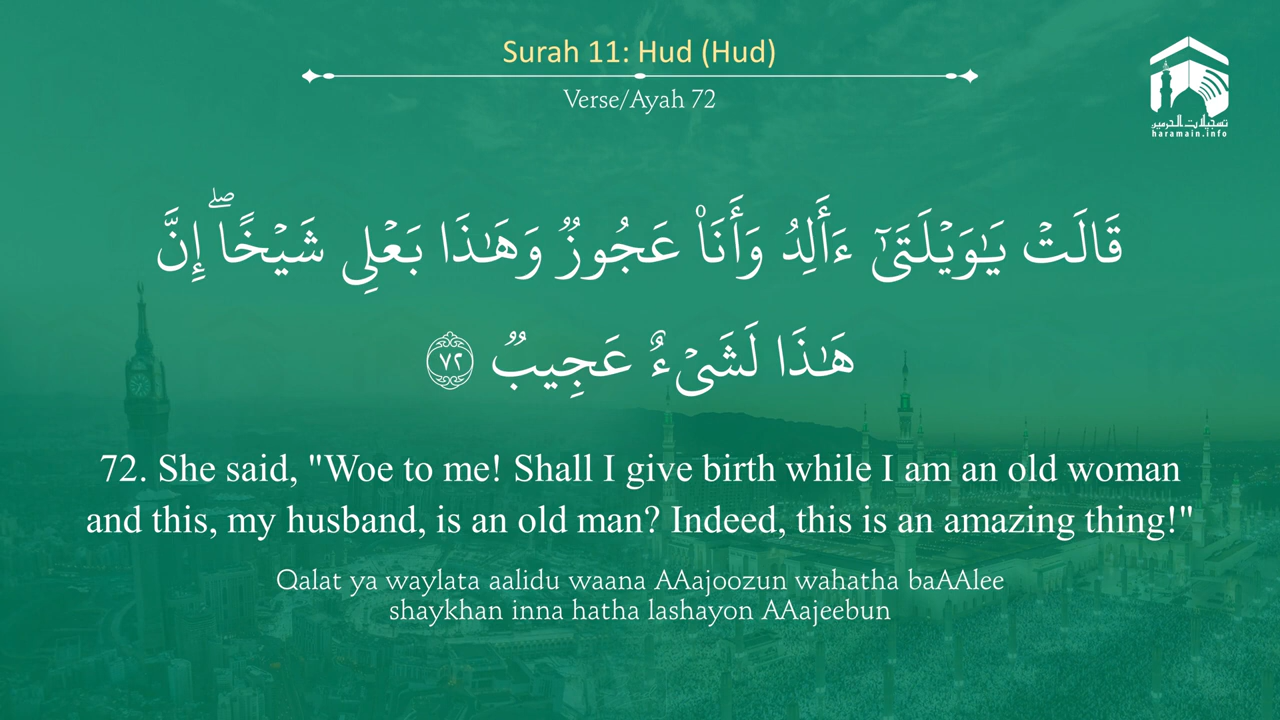 Surah 11: Hud (Hud)
Verse/Ayah 72
تسجيلات الحرمين
haramain.info
قَالَتْ يَـٰوَيْلَتَىٰٓ ءَأَلِدُ وَأَنَا۠ عَجُوزٌ وَهَـٰذَا بَعْلِى شَيْخًا ۖ إِنَّ
هَـٰذَا لَشَىْءٌ عَجِيبٌ ٧٢
72. She said, "Woe to me! Shall I give birth while I am an old woman
and this, my husband, is an old man? Indeed, this is an amazing thing!"
Qalat ya waylata aalidu waana AAajoozun wahatha baAAlee
shaykhan inna hatha lashayon AAajeebun